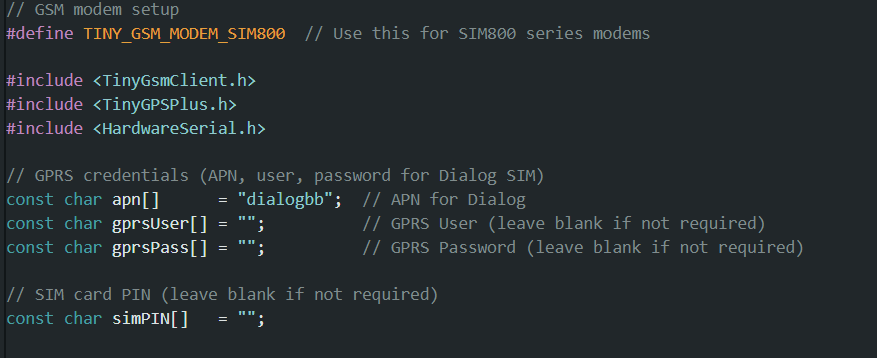 // GSM modem setup
#define TINY_GSM_MODEM_SIM800  // Use this for SIM800 series modems
#include <TinyGsmClient.h>
#include <TinyGPSPlus.h>
#include <HardwareSerial.h>
// GPRS credentials (APN, user, password for Dialog SIM)
const char apn[]      = "dialogbb";  // APN for Dialog
const char gprsUser[] = "";          // GPRS User (leave blank if not required)
const char gprsPass[] = "";          // GPRS Password (leave blank if not required)
// SIM card PIN (leave blank if not required)
const char simPIN[]   = "";